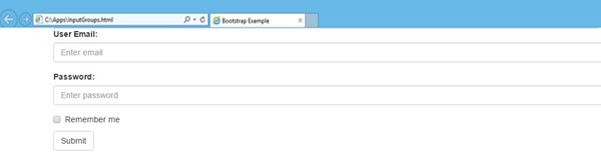 C:\Apps\InputGroups.html
Bootstrap Example
User Email:
Enter email
Password:
Enter password
Remember me
Submit